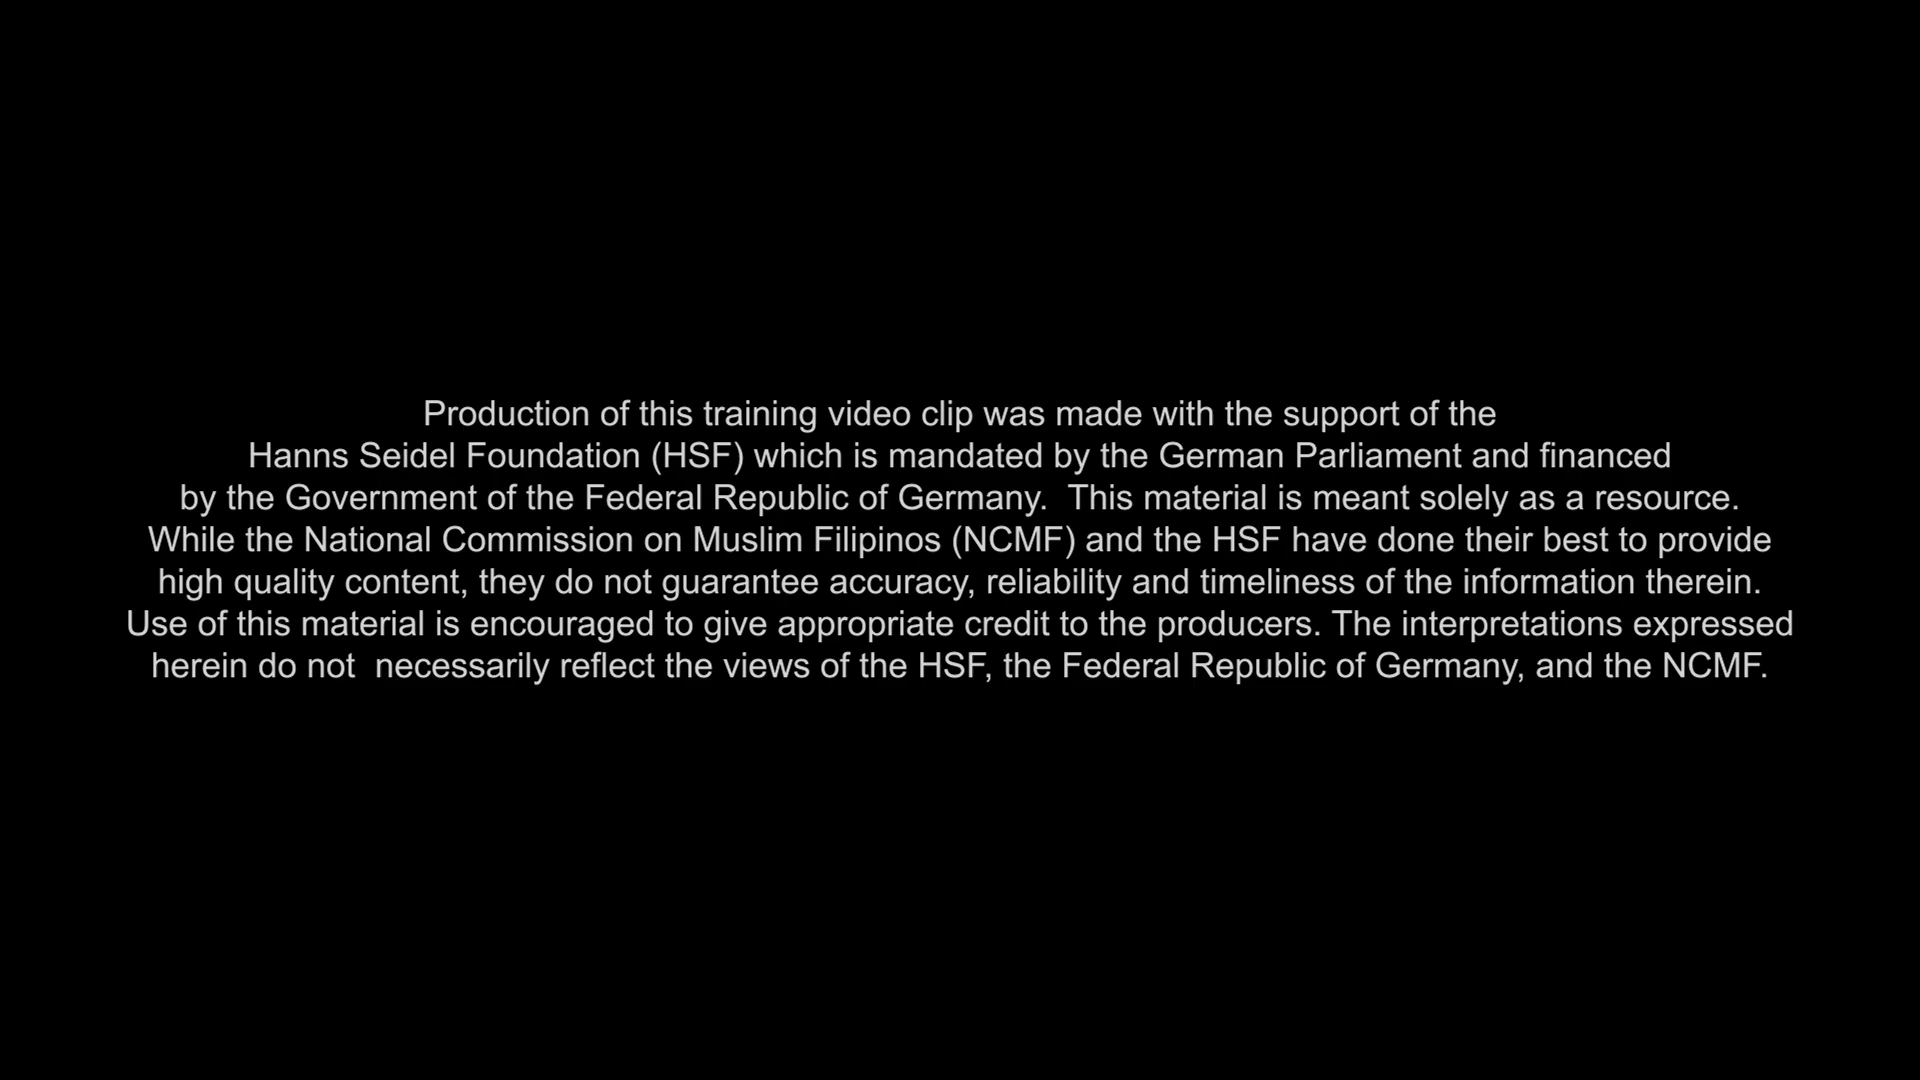 Production of this training video clip was made with the support of the
Hanns Seidel Foundation (HSF) which is mandated by the German Parliament and financed
by the Government of the Federal Republic of Germany.  This material is meant solely as a resource.
While the National Commission on Muslim Filipinos (NCMF) and the HSF have done their best to provide
high quality content, they do not guarantee accuracy, reliability and timeliness of the information therein.
Use of this material is encouraged to give appropriate credit to the producers. The interpretations expressed
herein do not  necessarily reflect the views of the HSF, the Federal Republic of Germany, and the NCMF.